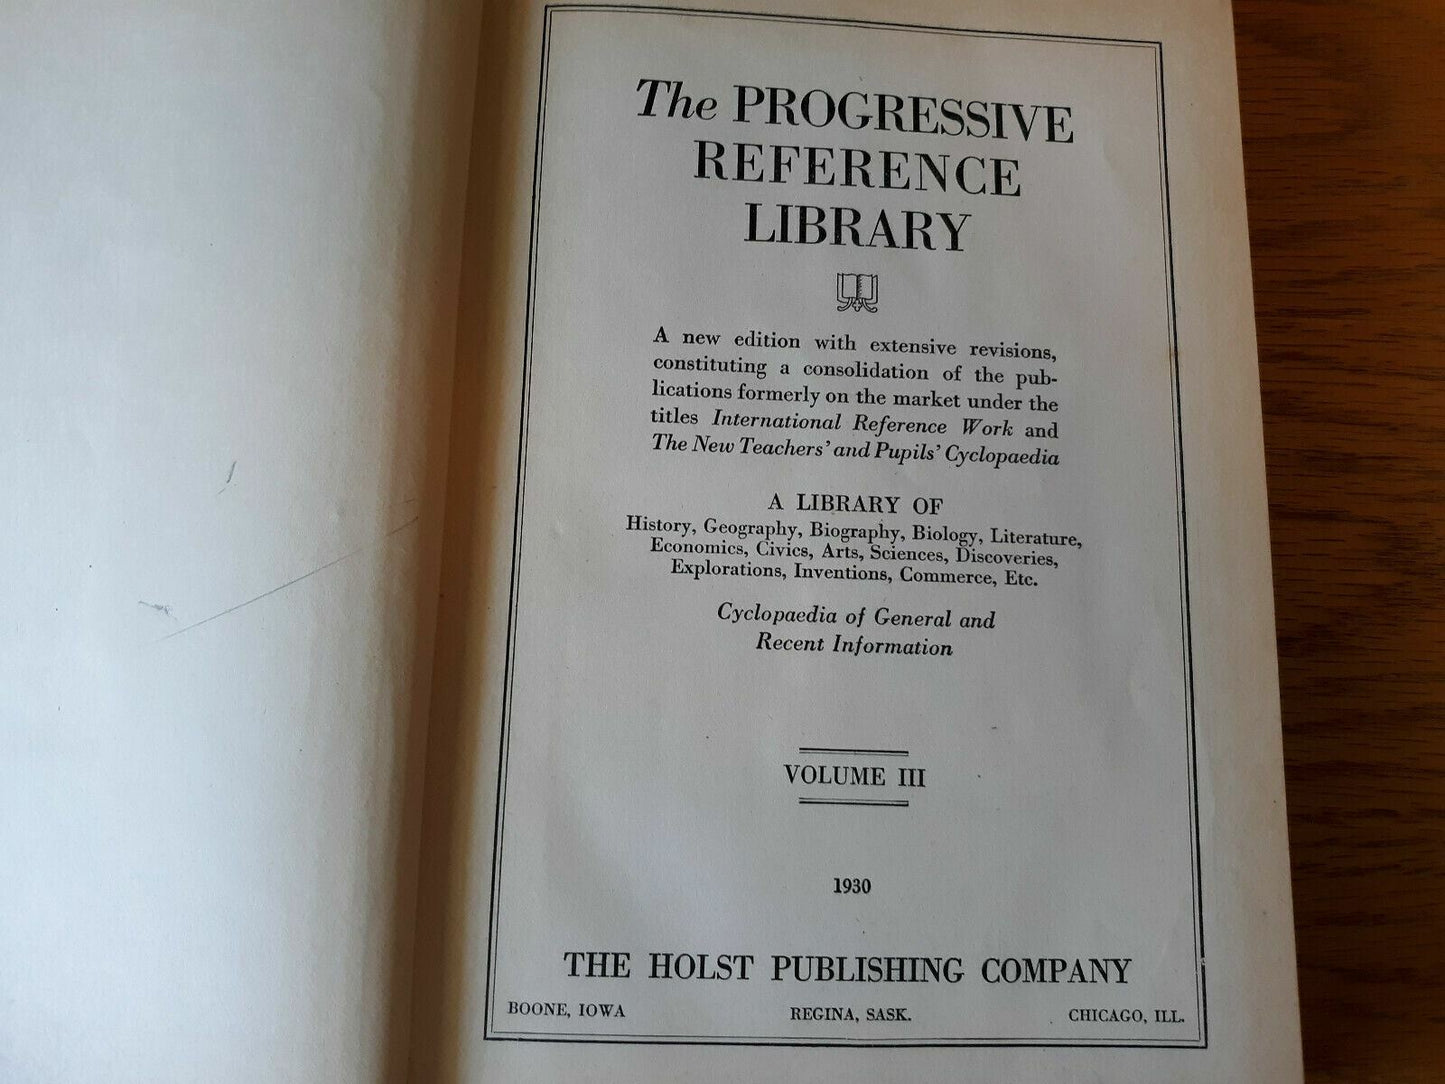 The PROGRESSIVE
REFERENCE
LIBRARY
A new edition with extensive revisions,
constituting a consolidation of the pub-
lications formerly on the market under the
titles International Reference Work and
The New Teachers' and Pupils' Cyclopaedia
A LIBRARY OF
History, Geography, Biography, Biology, Literature,
Economics, Civics, Arts, Sciences, Discoveries,
Explorations, Inventions, Commerce, Etc.
Cyclopaedia of General and
Recent Information
VOLUME III
1930
THE HOLST PUBLISHING COMPANY
BOONE, IOWA REGINA, SASK. CHICAGO, ILL.